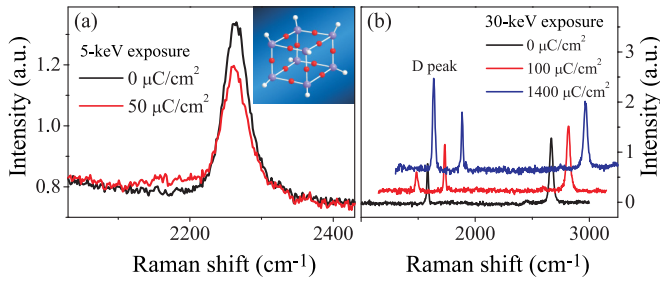 (a)
5-keV exposure
0 μC/cm²
50 μC/cm²
Intensity (a.u.)
1.2
1.0
0.8
2200
2400
Raman shift (cm⁻¹)
(b)
30-keV exposure
0 μC/cm²
100 μC/cm²
1400 μC/cm²
D peak
3
2
1
0
Intensity (a.u.)
2000
3000
Raman shift (cm⁻¹)